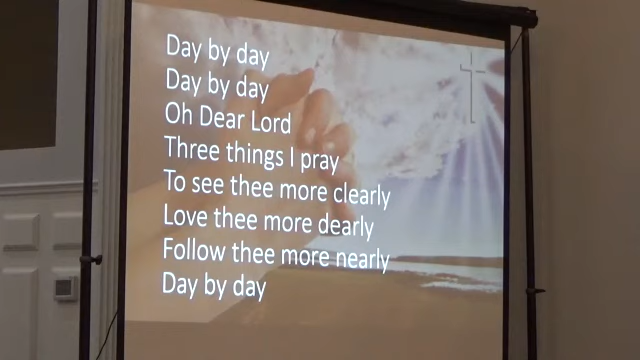 Day by day
Day by day
Oh Dear Lord
Three things I pray
To see thee more clearly
Love thee more dearly
Follow thee more nearly
Day by day